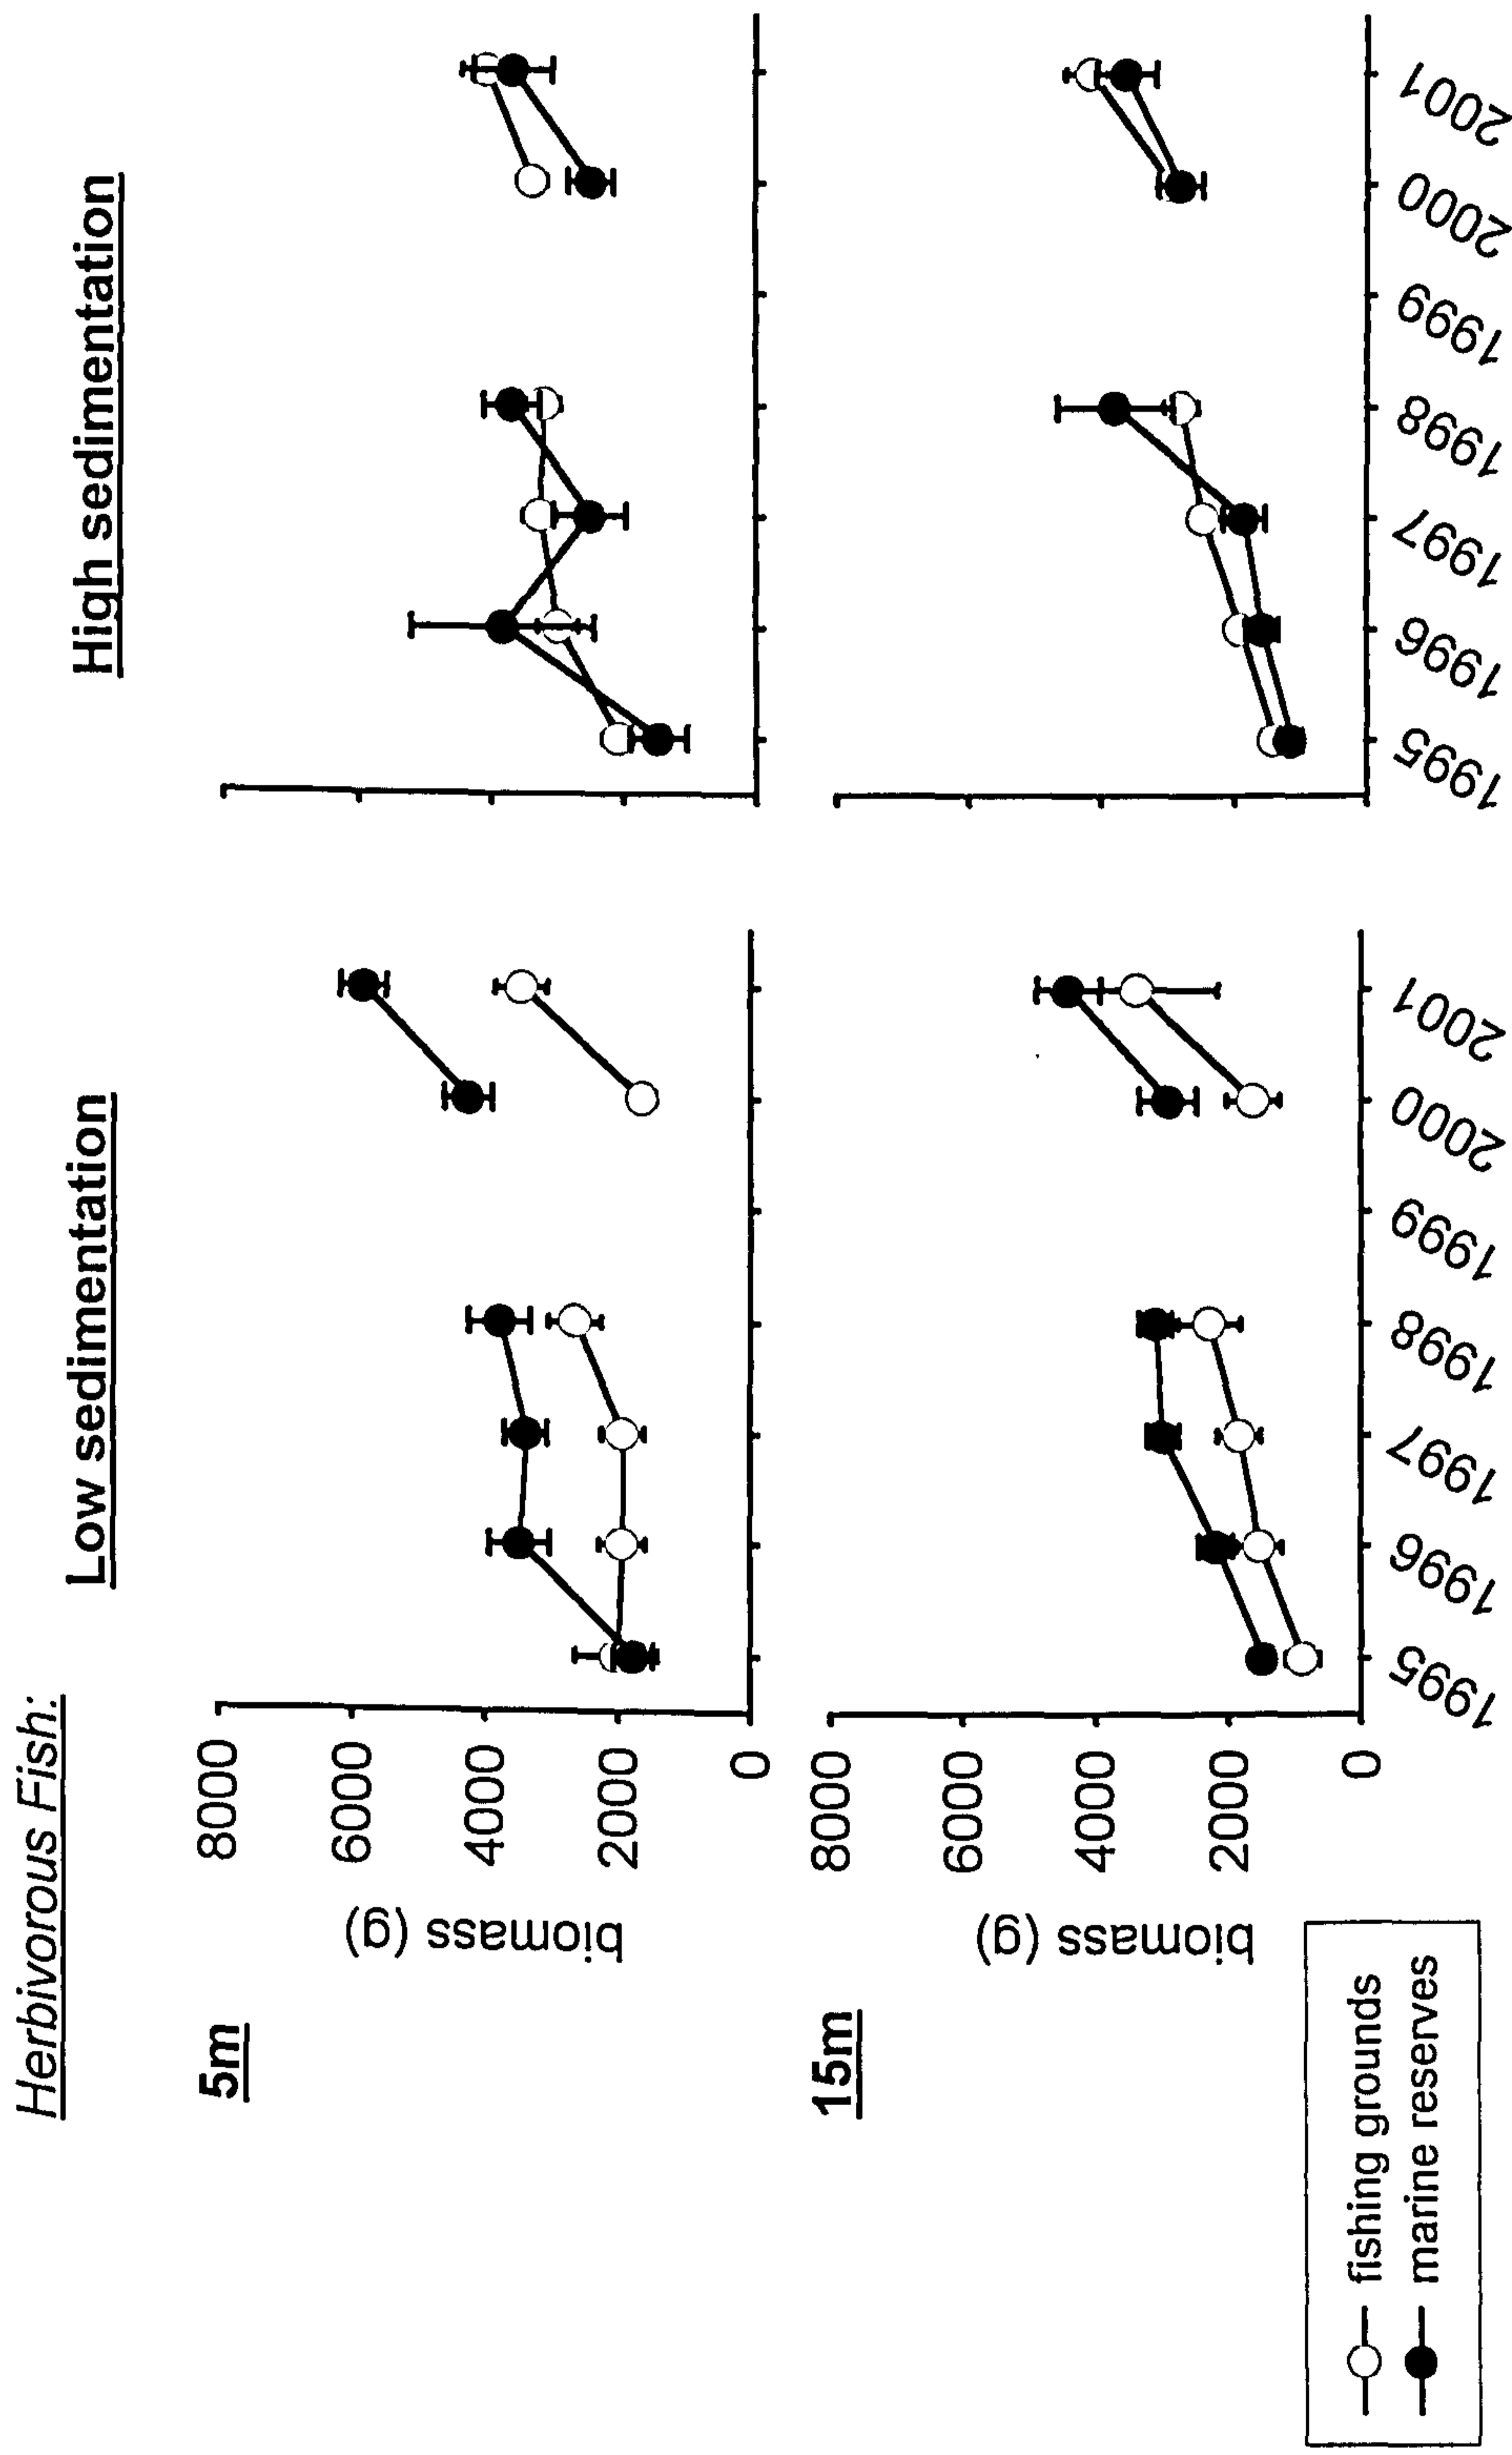 Herbivorous Fish:
Low sedimentation
High sedimentation
5m
biomass (g)
8000
6000
4000
2000
0
15m
biomass (g)
8000
6000
4000
2000
0
1995
1996
1997
1998
1999
2000
2001
1995
1996
1997
1998
1999
2000
2001
fishing grounds
marine reserves